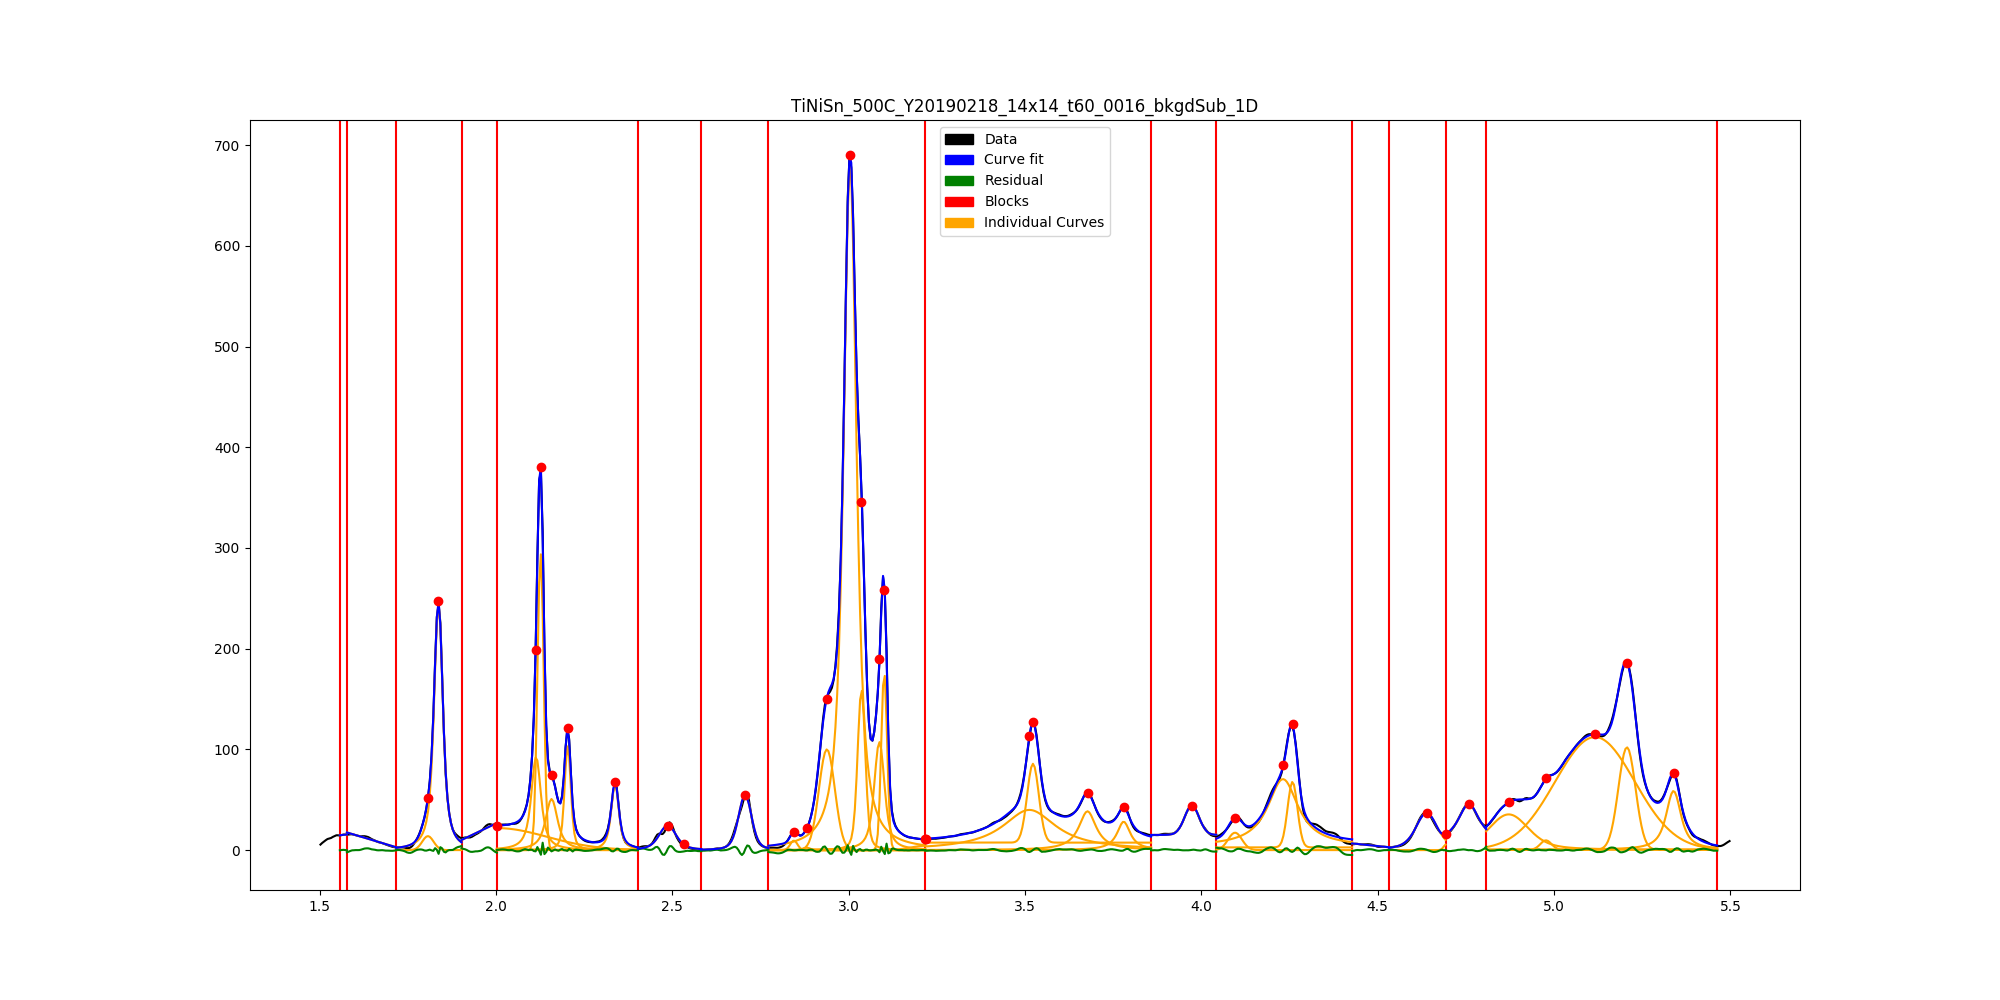 TiNiSn_500C_Y20190218_14x14_t60_0016_bkgdSub_1D
Data
Curve fit
Residual
Blocks
Individual Curves
700
600
500
400
300
200
100
0
1.5 2.0 2.5 3.0 3.5 4.0 4.5 5.0 5.5